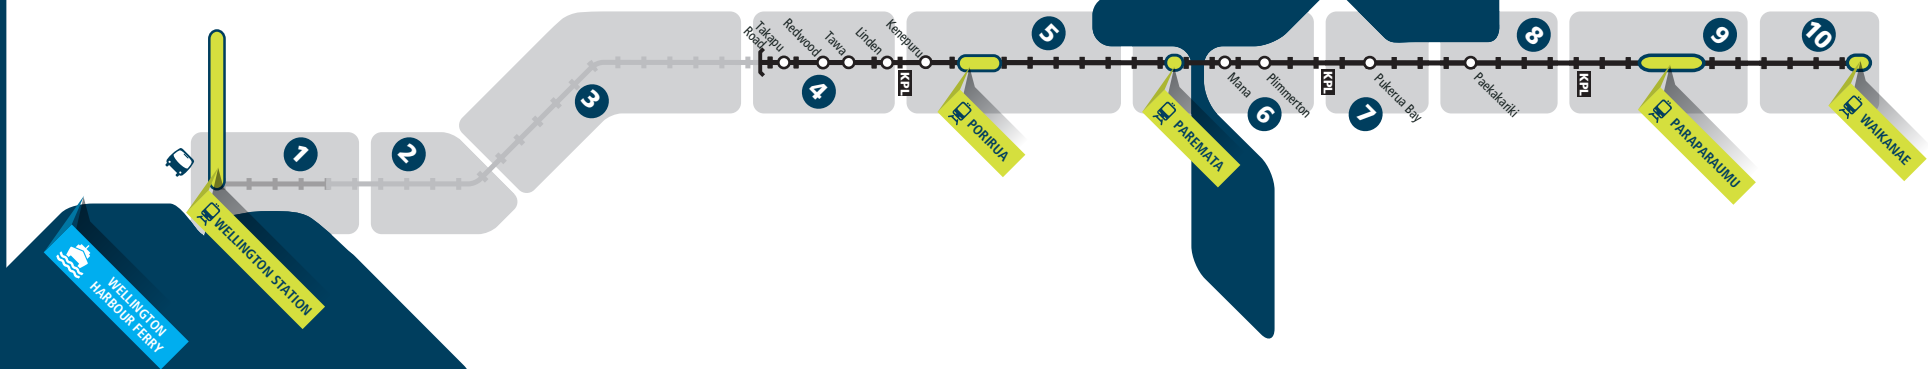 1
2
3
4
5
6
7
8
9
10
Takapu
Road
Redwood
Tawa
Linden
Kenepuru
KPL
PORIRUA
PAREMATA
Mana
Plimmerton
KPL
Pukerua Bay
Paekakariki
KPL
PARAPARAUMU
WAIKANAE
WELLINGTON STATION
WELLINGTON
HARBOUR FERRY